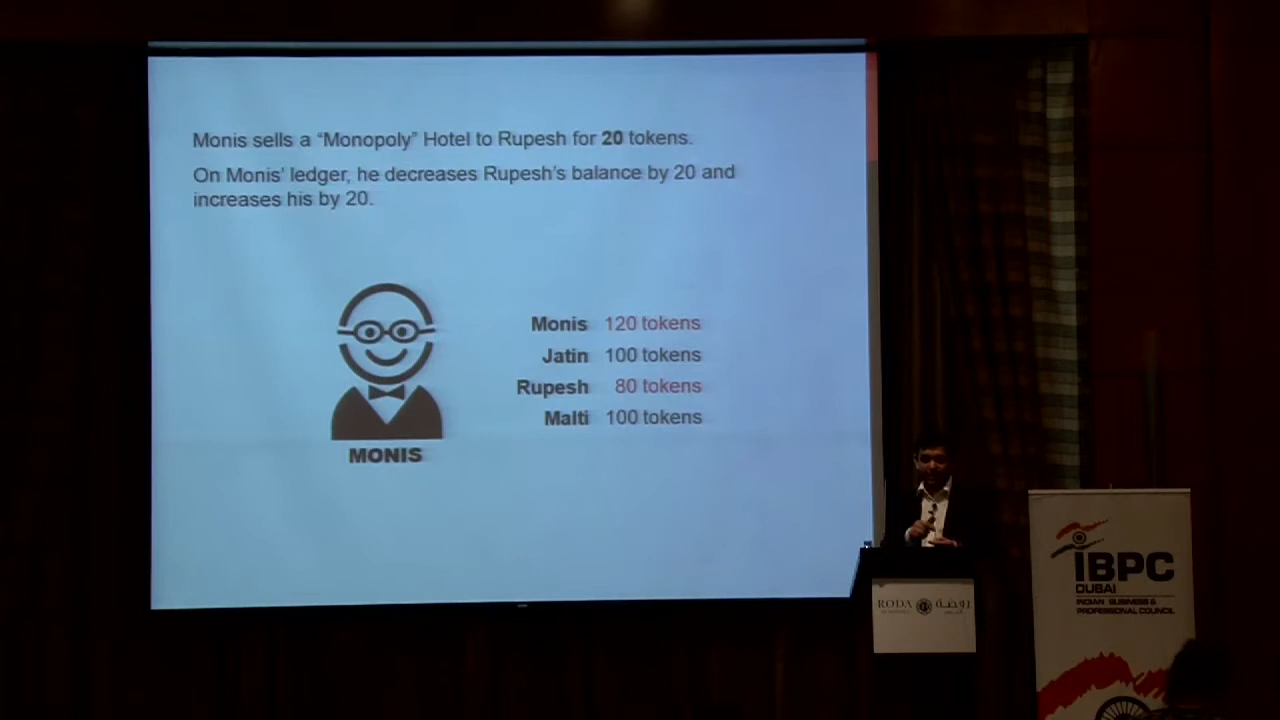 Monis sells a “Monopoly” Hotel to Rupesh for 20 tokens.
On Monis’ ledger, he decreases Rupesh’s balance by 20 and
increases his by 20.
Monis 120 tokens
Jatin 100 tokens
Rupesh 80 tokens
Malti 100 tokens
MONIS
RODA
روضة
IBPC
DUBAI
INDIAN BUSINESS &
PROFESSIONAL COUNCIL